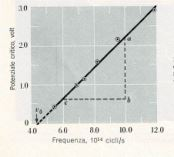 Potenziale critico, volt
3.0
2.0
1.0
0
a
b
c
ν₀
4.0 6.0 8.0 10.0 12.0
Frequenza, 10¹⁴ cicli/s